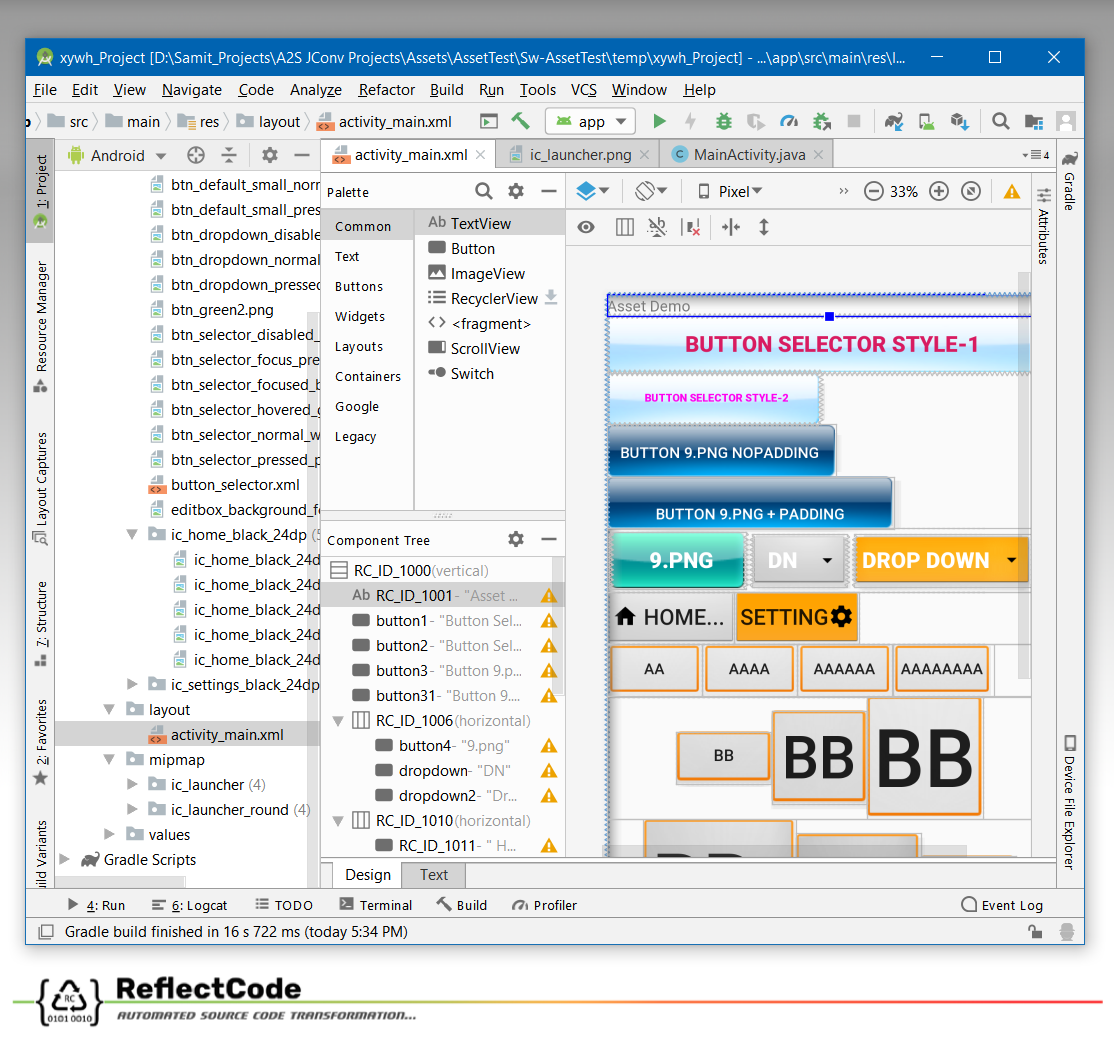 xywh_Project [D:\Samit_Projects\A2S JConv Projects\Assets\AssetTest\Sw-AssetTest\temp\xywh_Project] - ...\app\src\main\res\l...
File Edit View Navigate Code Analyze Refactor Build Run Tools VCS Window Help
src main res layout activity_main.xml app
Android
activity_main.xml ic_launcher.png MainActivity.java 4
1: Project
Resource Manager
Layout Captures
7: Structure
2: Favorites
ild Variants
btn_default_small_norr
btn_default_small_pres
btn_dropdown_disable
btn_dropdown_normal
btn_dropdown_pressed
btn_green2.png
btn_selector_disabled_
btn_selector_focus_pre
btn_selector_focused_b
btn_selector_hovered_c
btn_selector_normal_w
btn_selector_pressed_p
button_selector.xml
editbox_background_fo
ic_home_black_24dp (5
ic_home_black_24d
ic_home_black_24d
ic_home_black_24d
ic_home_black_24d
ic_home_black_24d
ic_settings_black_24dp
layout
activity_main.xml
mipmap
ic_launcher (4)
ic_launcher_round (4)
values
Gradle Scripts
Palette
Common
Text
Buttons
Widgets
Layouts
Containers
Google
Legacy
Ab TextView
Button
ImageView
RecyclerView
<fragment>
ScrollView
Switch
Component Tree
RC_ID_1000(vertical)
Ab RC_ID_1001- "Asset ...
button1- "Button Sel...
button2- "Button Sel...
button3- "Button 9.p...
button31- "Button 9....
RC_ID_1006(horizontal)
button4- "9.png"
dropdown- "DN"
dropdown2- "Dr...
RC_ID_1010(horizontal)
RC_ID_1011- " H...
Pixel 33%
Asset Demo
BUTTON SELECTOR STYLE-1
BUTTON SELECTOR STYLE-2
BUTTON 9.PNG NOPADDING
BUTTON 9.PNG + PADDING
9.PNG DN DROP DOWN
HOME... SETTING
AA AAAA AAAAAA AAAAAAAA
BB BB BB
Gradle
Attributes
Device File Explorer
Design Text
4: Run 6: Logcat TODO Terminal Build Profiler Event Log
Gradle build finished in 16 s 722 ms (today 5:34 PM)
RC
0101 0010
ReflectCode
AUTOMATED SOURCE CODE TRANSFORMATION...